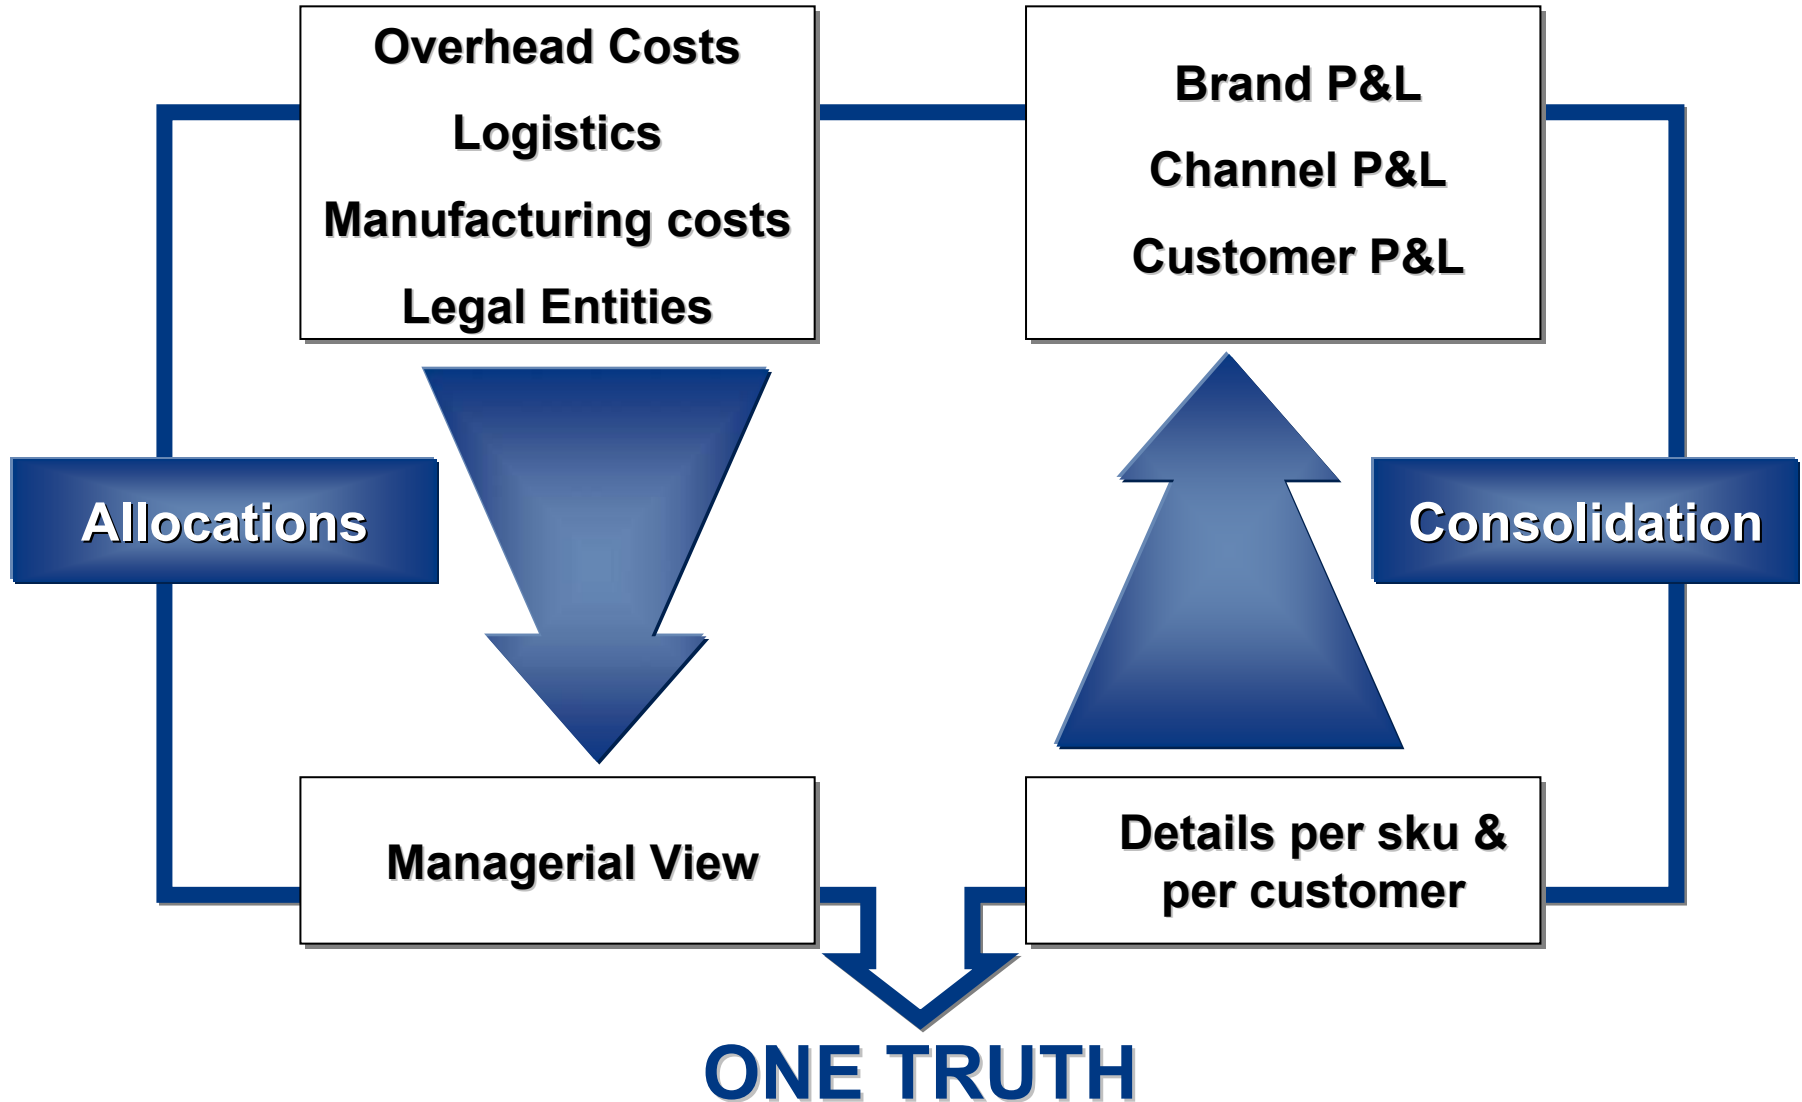 Overhead Costs
Logistics
Manufacturing costs
Legal Entities
Brand P&L
Channel P&L
Customer P&L
Allocations
Consolidation
Managerial View
Details per sku &
per customer
ONE TRUTH